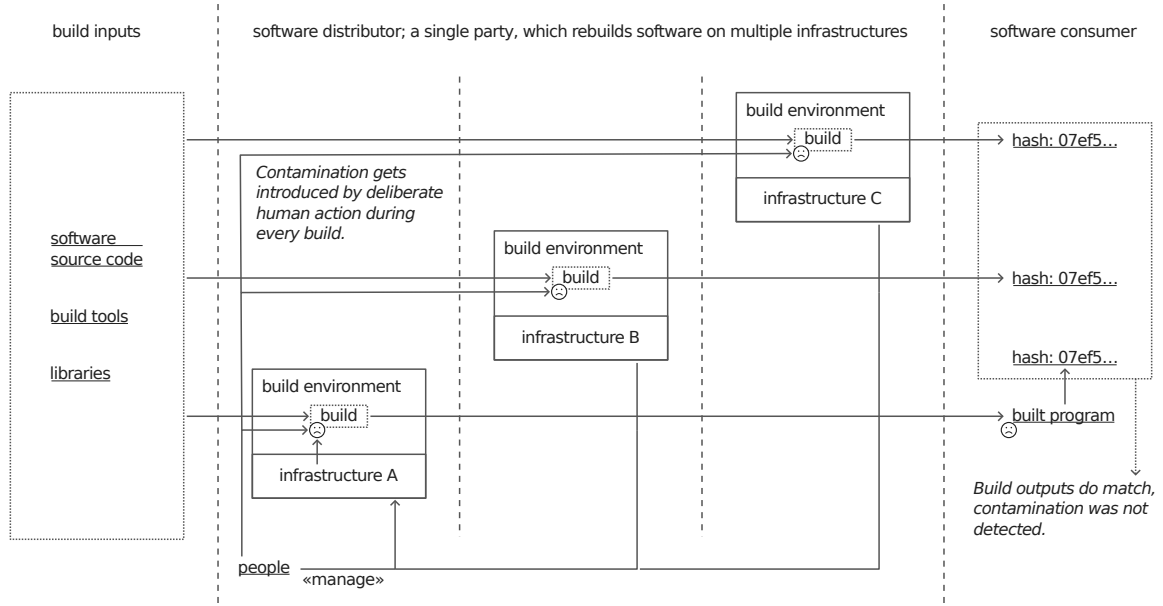 build inputs
software distributor; a single party, which rebuilds software on multiple infrastructures
software consumer
build environment
build
infrastructure C
hash: 07ef5...
Contamination gets
introduced by deliberate
human action during
every build.
software
source code
build tools
libraries
build environment
build
infrastructure B
hash: 07ef5...
build environment
build
infrastructure A
hash: 07ef5...
built program
Build outputs do match,
contamination was not
detected.
people
«manage»